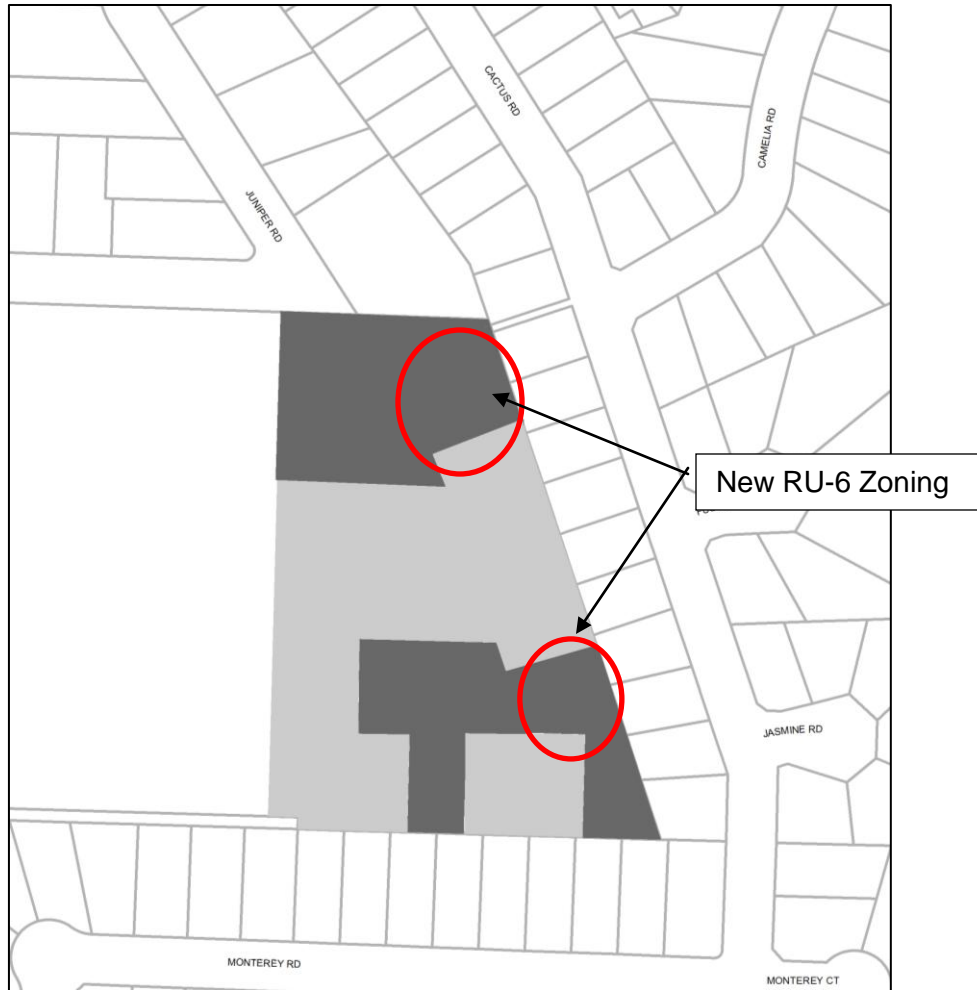 CACTUS RD
CAMELIA RD
JUNIPER RD
New RU-6 Zoning
JASMINE RD
MONTEREY RD
MONTEREY CT